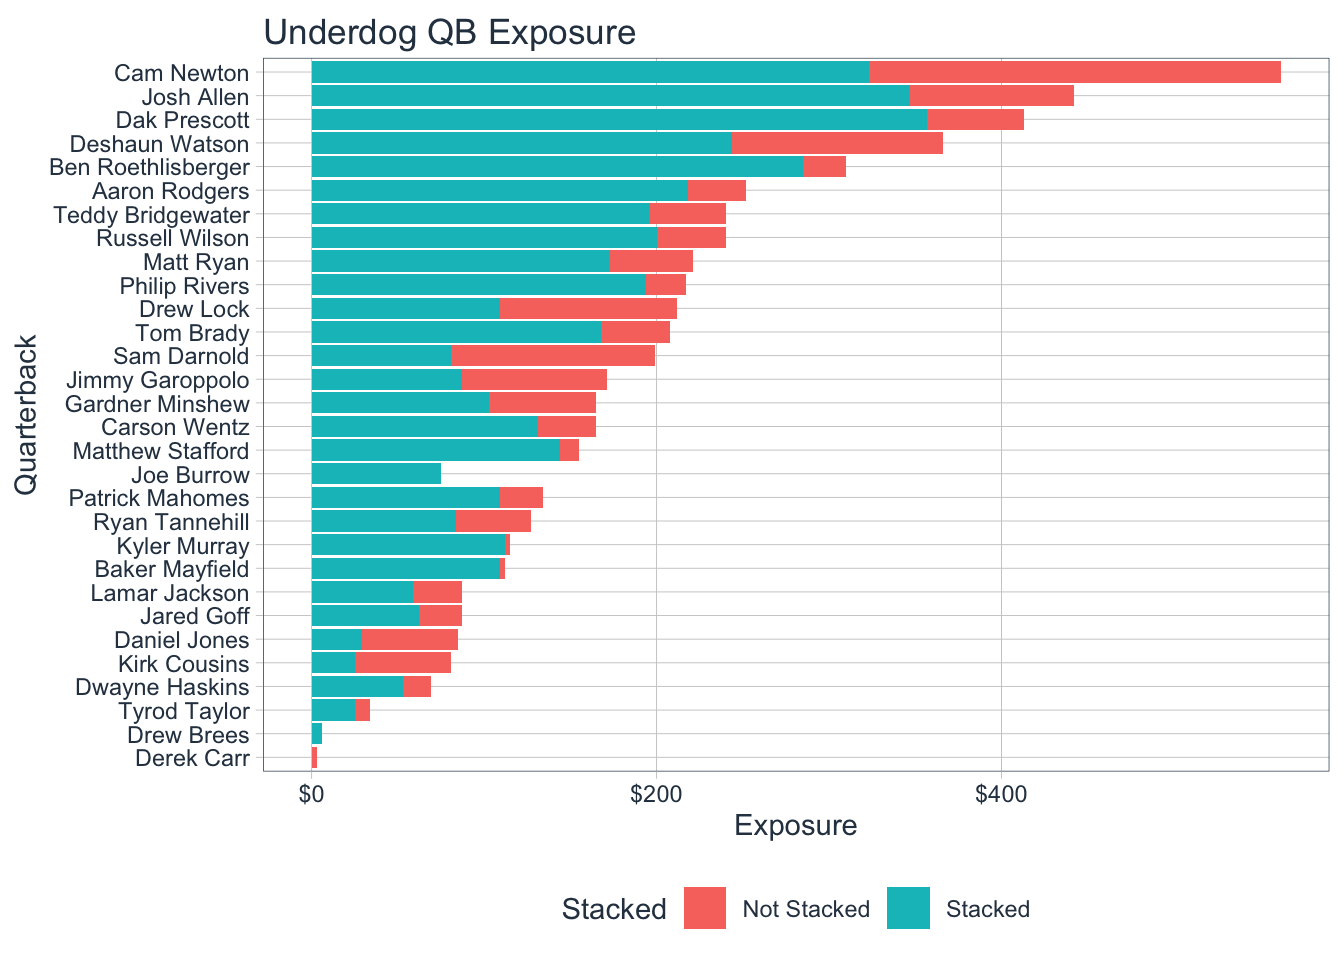 Underdog QB Exposure
Quarterback
Cam Newton
Josh Allen
Dak Prescott
Deshaun Watson
Ben Roethlisberger
Aaron Rodgers
Teddy Bridgewater
Russell Wilson
Matt Ryan
Philip Rivers
Drew Lock
Tom Brady
Sam Darnold
Jimmy Garoppolo
Gardner Minshew
Carson Wentz
Matthew Stafford
Joe Burrow
Patrick Mahomes
Ryan Tannehill
Kyler Murray
Baker Mayfield
Lamar Jackson
Jared Goff
Daniel Jones
Kirk Cousins
Dwayne Haskins
Tyrod Taylor
Drew Brees
Derek Carr
$0 $200 $400
Exposure
Stacked Not Stacked Stacked